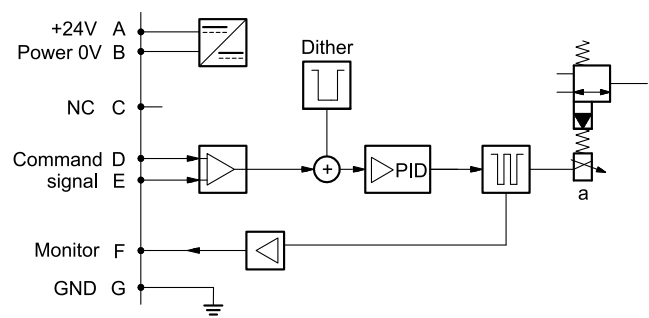 +24V A
Power 0V B
Dither
NC C
Command D
signal E
+
PID
a
Monitor F
GND G